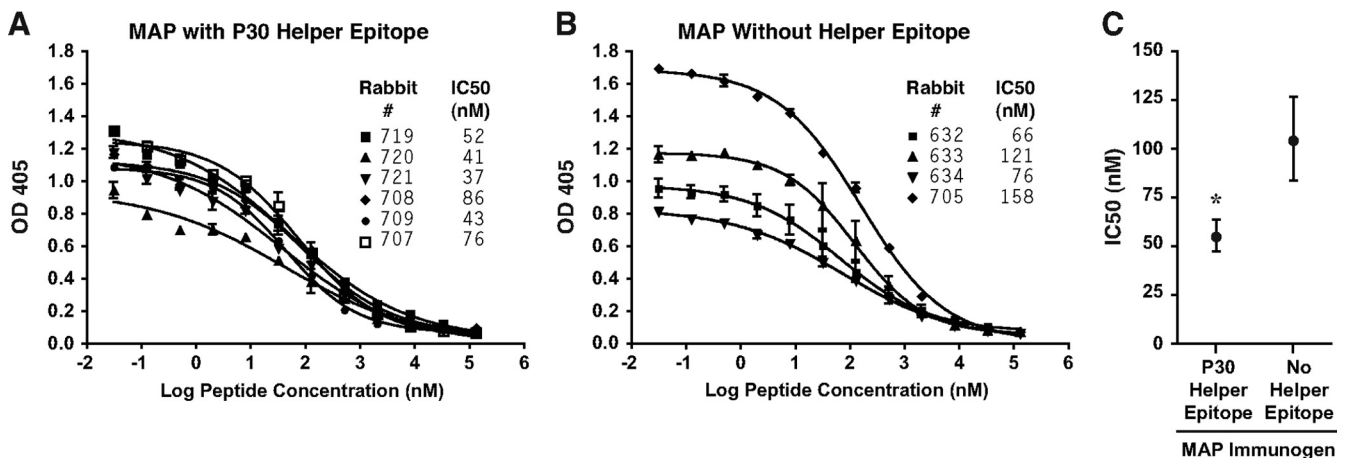 A
MAP with P30 Helper Epitope
1.8
1.6
1.4
1.2
1.0
0.8
0.6
0.4
0.2
0.0
OD 405
Rabbit IC50
# (nM)
719 52
720 41
721 37
708 86
709 43
707 76
-2 -1 0 1 2 3 4 5 6
Log Peptide Concentration (nM)
B
MAP Without Helper Epitope
1.8
1.6
1.4
1.2
1.0
0.8
0.6
0.4
0.2
0.0
OD 405
Rabbit IC50
# (nM)
632 66
633 121
634 76
705 158
-2 -1 0 1 2 3 4 5 6
Log Peptide Concentration (nM)
C
150
125
100
75
50
25
0
IC50 (nM)
*
P30 No
Helper Helper
Epitope Epitope
MAP Immunogen